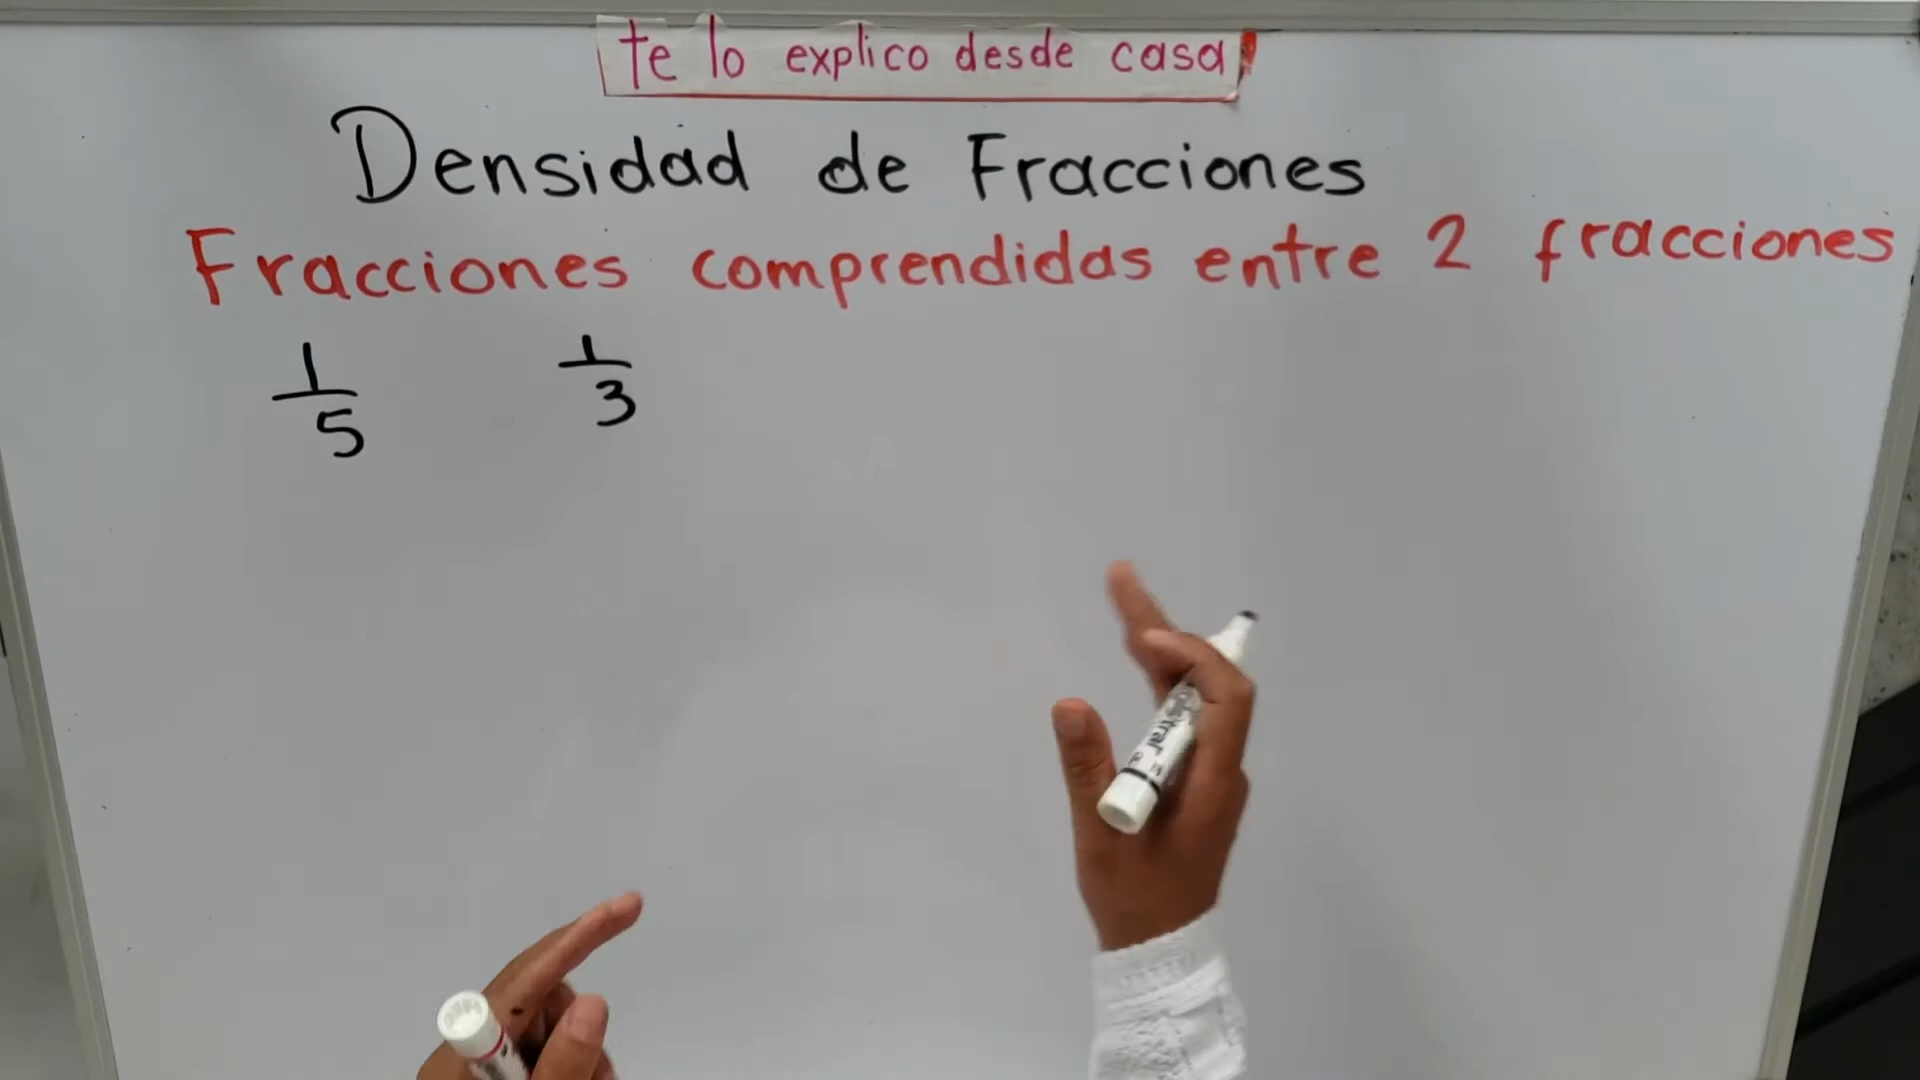 te lo explico desde casa!
Densidad de Fracciones
Fracciones comprendidas entre 2 fracciones
1/5 1/3